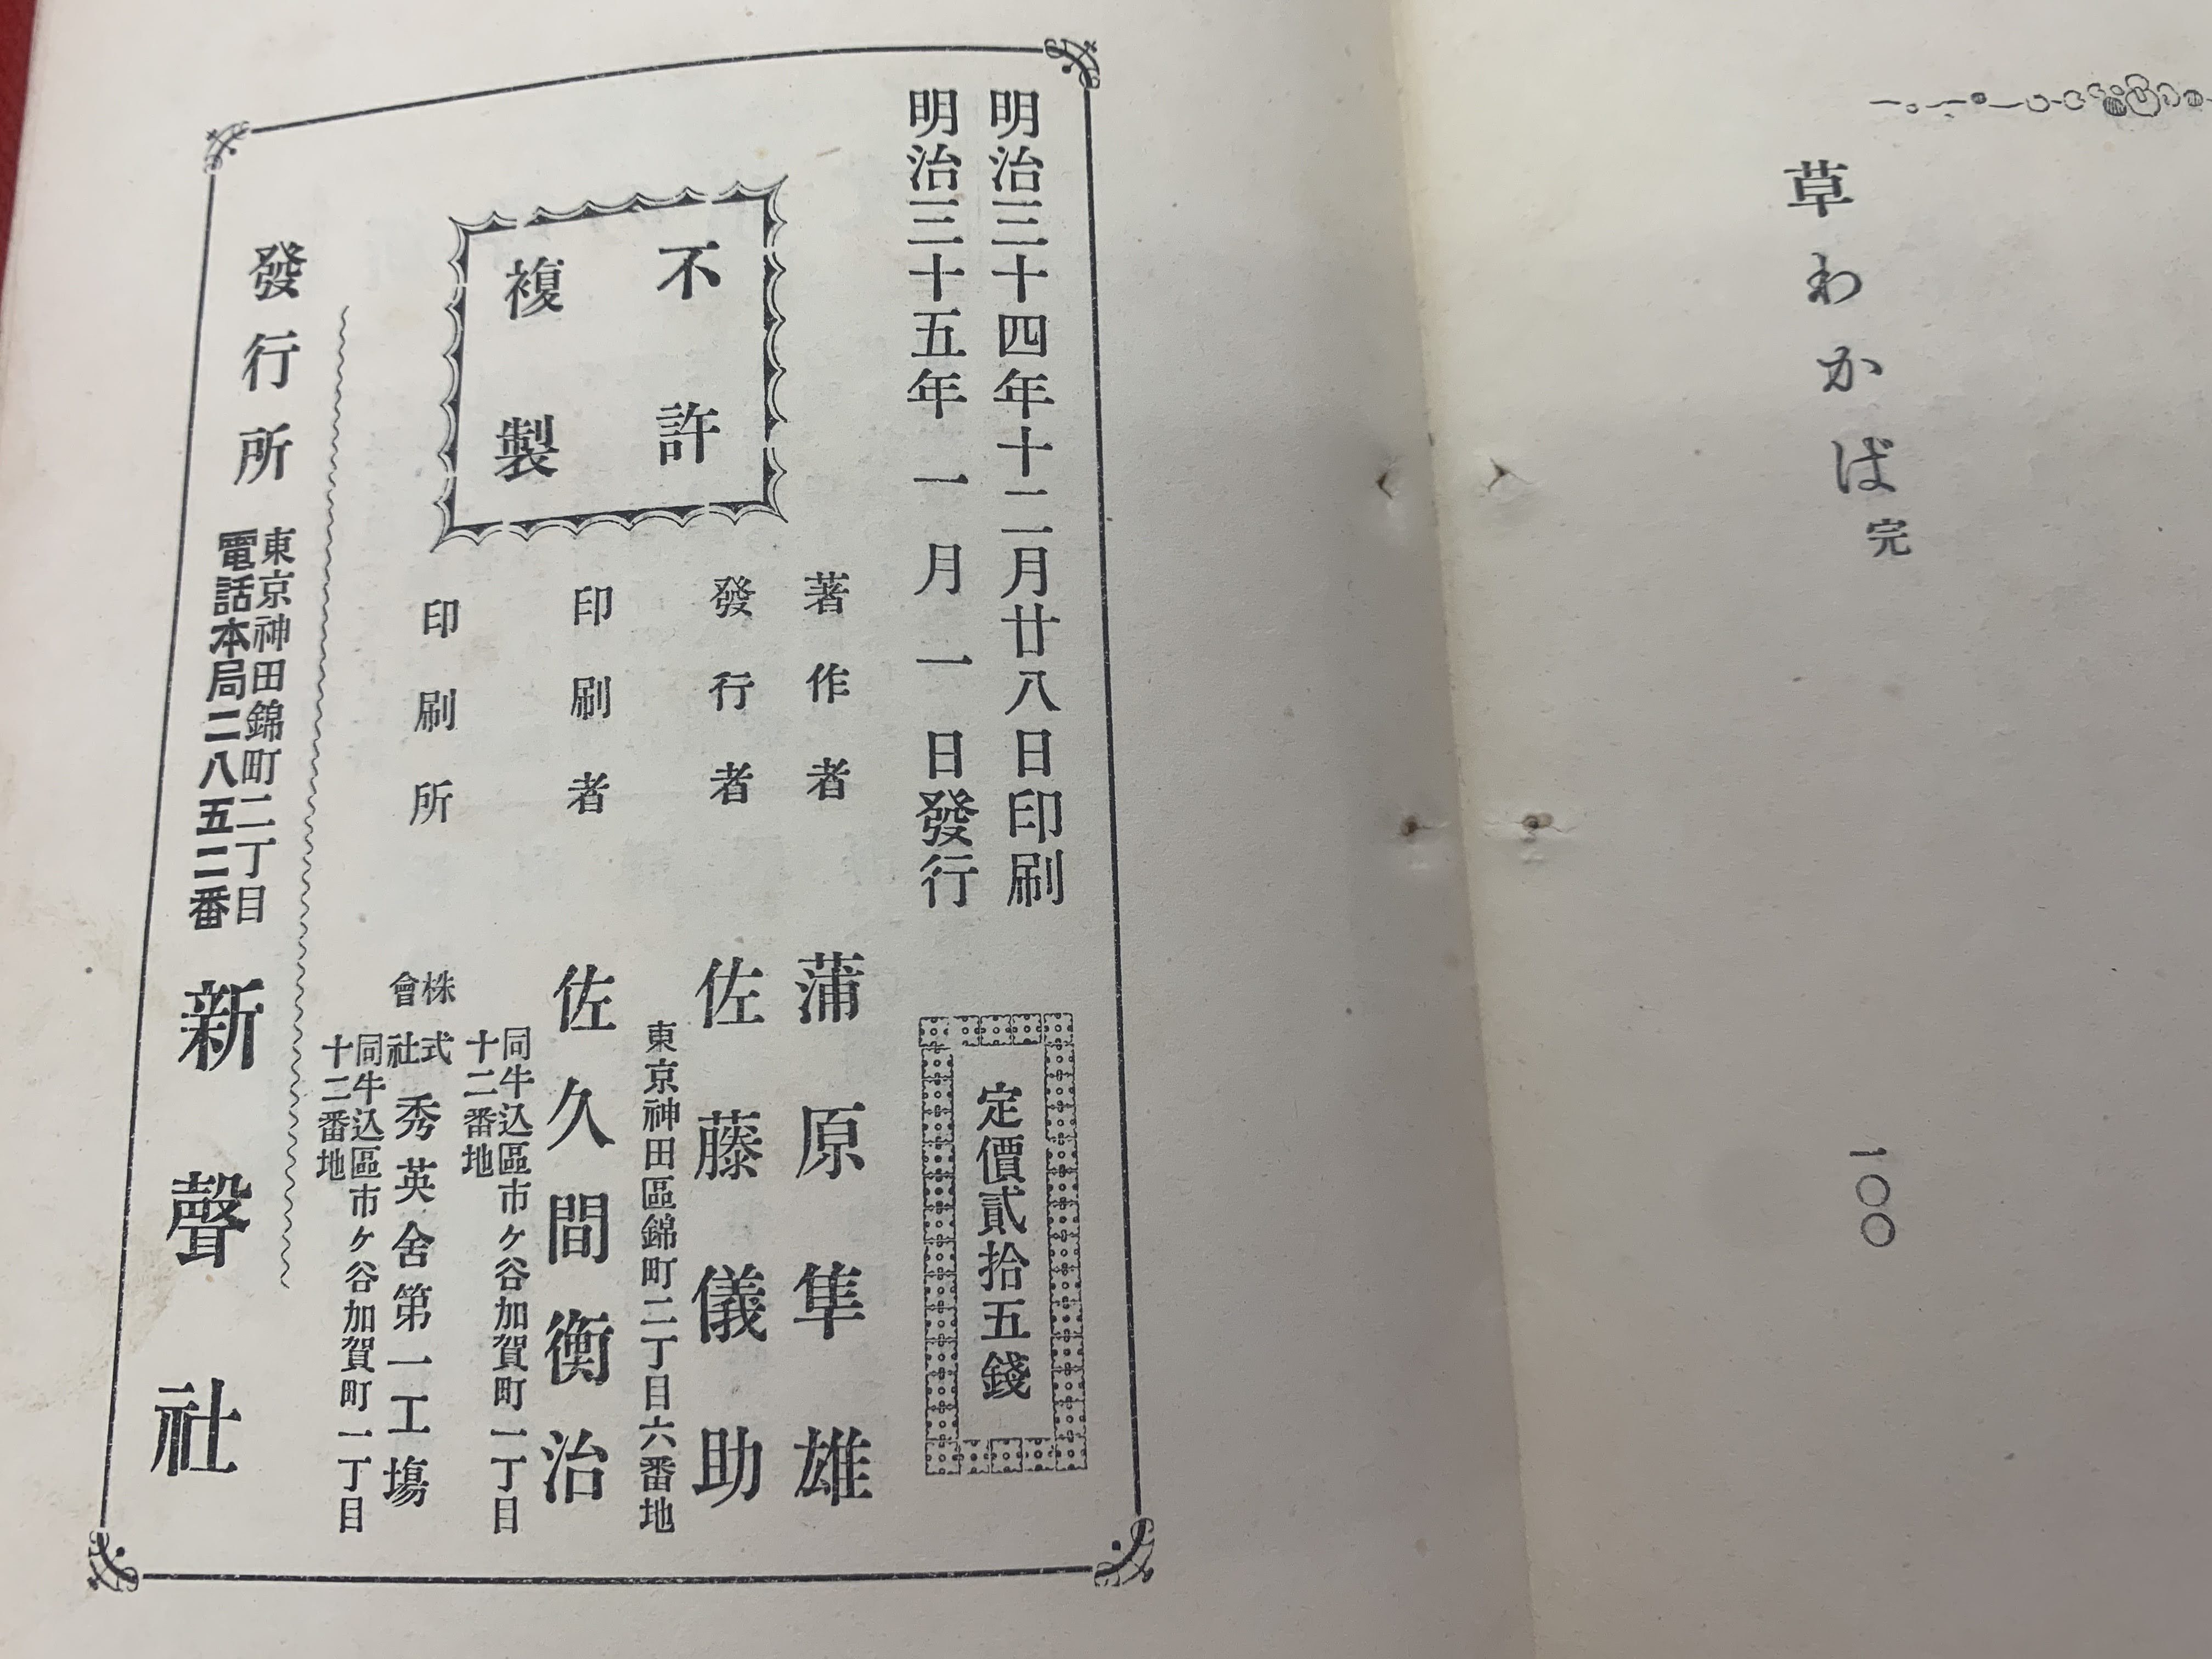 草わかば完
一〇〇
明治三十四年十二月廿八日印刷
明治三十五年一月一日發行
定價貳拾五錢
不許
複製
著作者 蒲原隼雄
發行者 佐藤儀助
東京神田區錦町二丁目六番地
印刷者 佐久間衡治
同牛込區市ケ谷加賀町一丁目
十二番地
印刷所 株式
會社 秀英舍第一工場
同牛込區市ケ谷加賀町一丁目
十二番地
發行所 東京神田錦町二丁目
電話本局二八五二番
新聲社